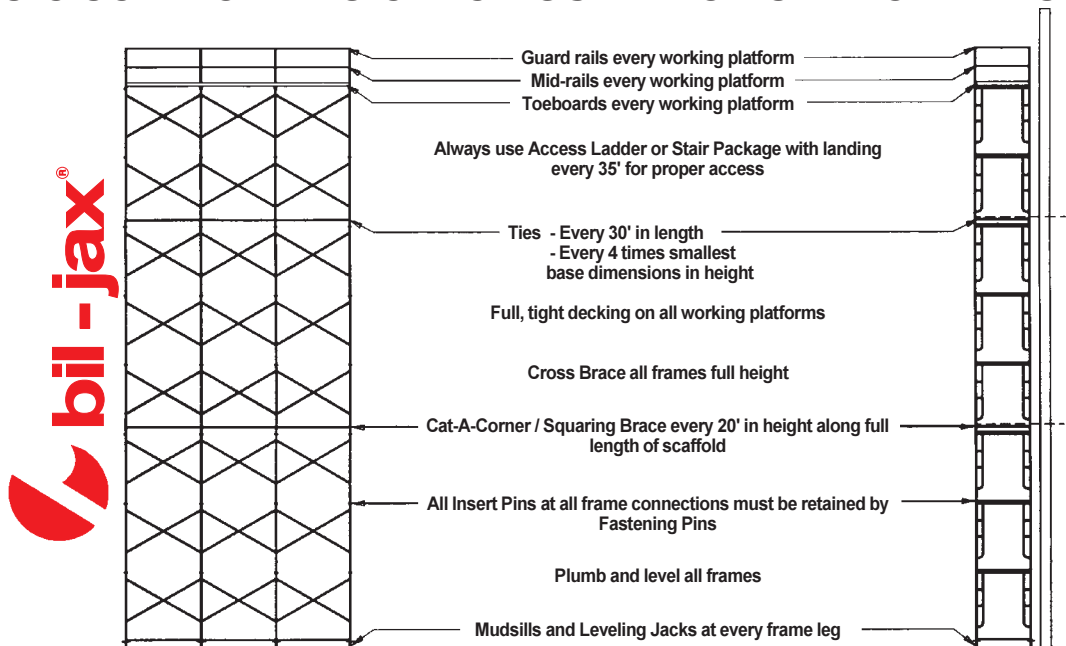 Guard rails every working platform
Mid-rails every working platform
Toeboards every working platform
Always use Access Ladder or Stair Package with landing
every 35' for proper access
Ties - Every 30' in length
- Every 4 times smallest
base dimensions in height
Full, tight decking on all working platforms
Cross Brace all frames full height
Cat-A-Corner / Squaring Brace every 20' in height along full
length of scaffold
All Insert Pins at all frame connections must be retained by
Fastening Pins
Plumb and level all frames
Mudsills and Leveling Jacks at every frame leg
bil-jax®